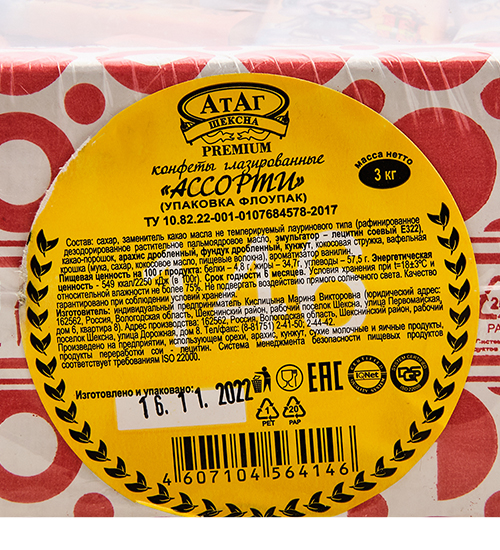 АТАГ
ШЕКСНА
PREMIUM
конфеты глазированные
«АССОРТИ»
(УПАКОВКА ФЛОУПАК)
ТУ 10.82.22-001-0107684578-2017
масса нетто
3 кг
Состав: сахар, заменитель какао масла не темперируемый лауринового типа (рафинированное
дезодорированное растительное пальмоядровое масло, эмульгатор – лецитин соевый Е322),
какао-порошок, арахис дробленный, фундук дробленный, кунжут, кокосовая стружка, вафельная
крошка (мука, сахар, кокосовое масло, пищевые волокна), ароматизатор ванилин.
Пищевая ценность на 100 г продукта: белки – 4,8 г, жиры – 34,7г, углеводы – 57,5 г. Энергетическая
ценность - 549 ккал/2250 кДж (в 100г). Срок годности 6 месяцев. Условия хранения при t=18±3°С и
относительной влажности не более 75%. Не подвергать воздействию прямого солнечного света. Качество
гарантировано при соблюдении условий хранения.
Изготовитель: индивидуальный предприниматель Кислицына Марина Викторовна (юридический адрес:
162562, Россия, Вологодская область, Шекснинский район, рабочий поселок Шексна, улица Первомайская,
6, квартира 8). Адрес производства: 162562, Россия, Вологодская область, Шекснинский район, рабочий
поселок Шексна, улица Дорожная, дом 8. Тел/факс: (8-81751) 2-41-50; 2-44-42.
Произведено на предприятии, использующем орехи, арахис, кунжут, сухие молочные и яичные продукты,
продукты переработки сои - лецитин. Система менеджмента безопасности пищевых продуктов
соответствует требованиям ISO 22000.
Изготовлено и упаковано:
16.11.2022
EAC
IQNet
1
PET
20
PAP
4 607104 564146